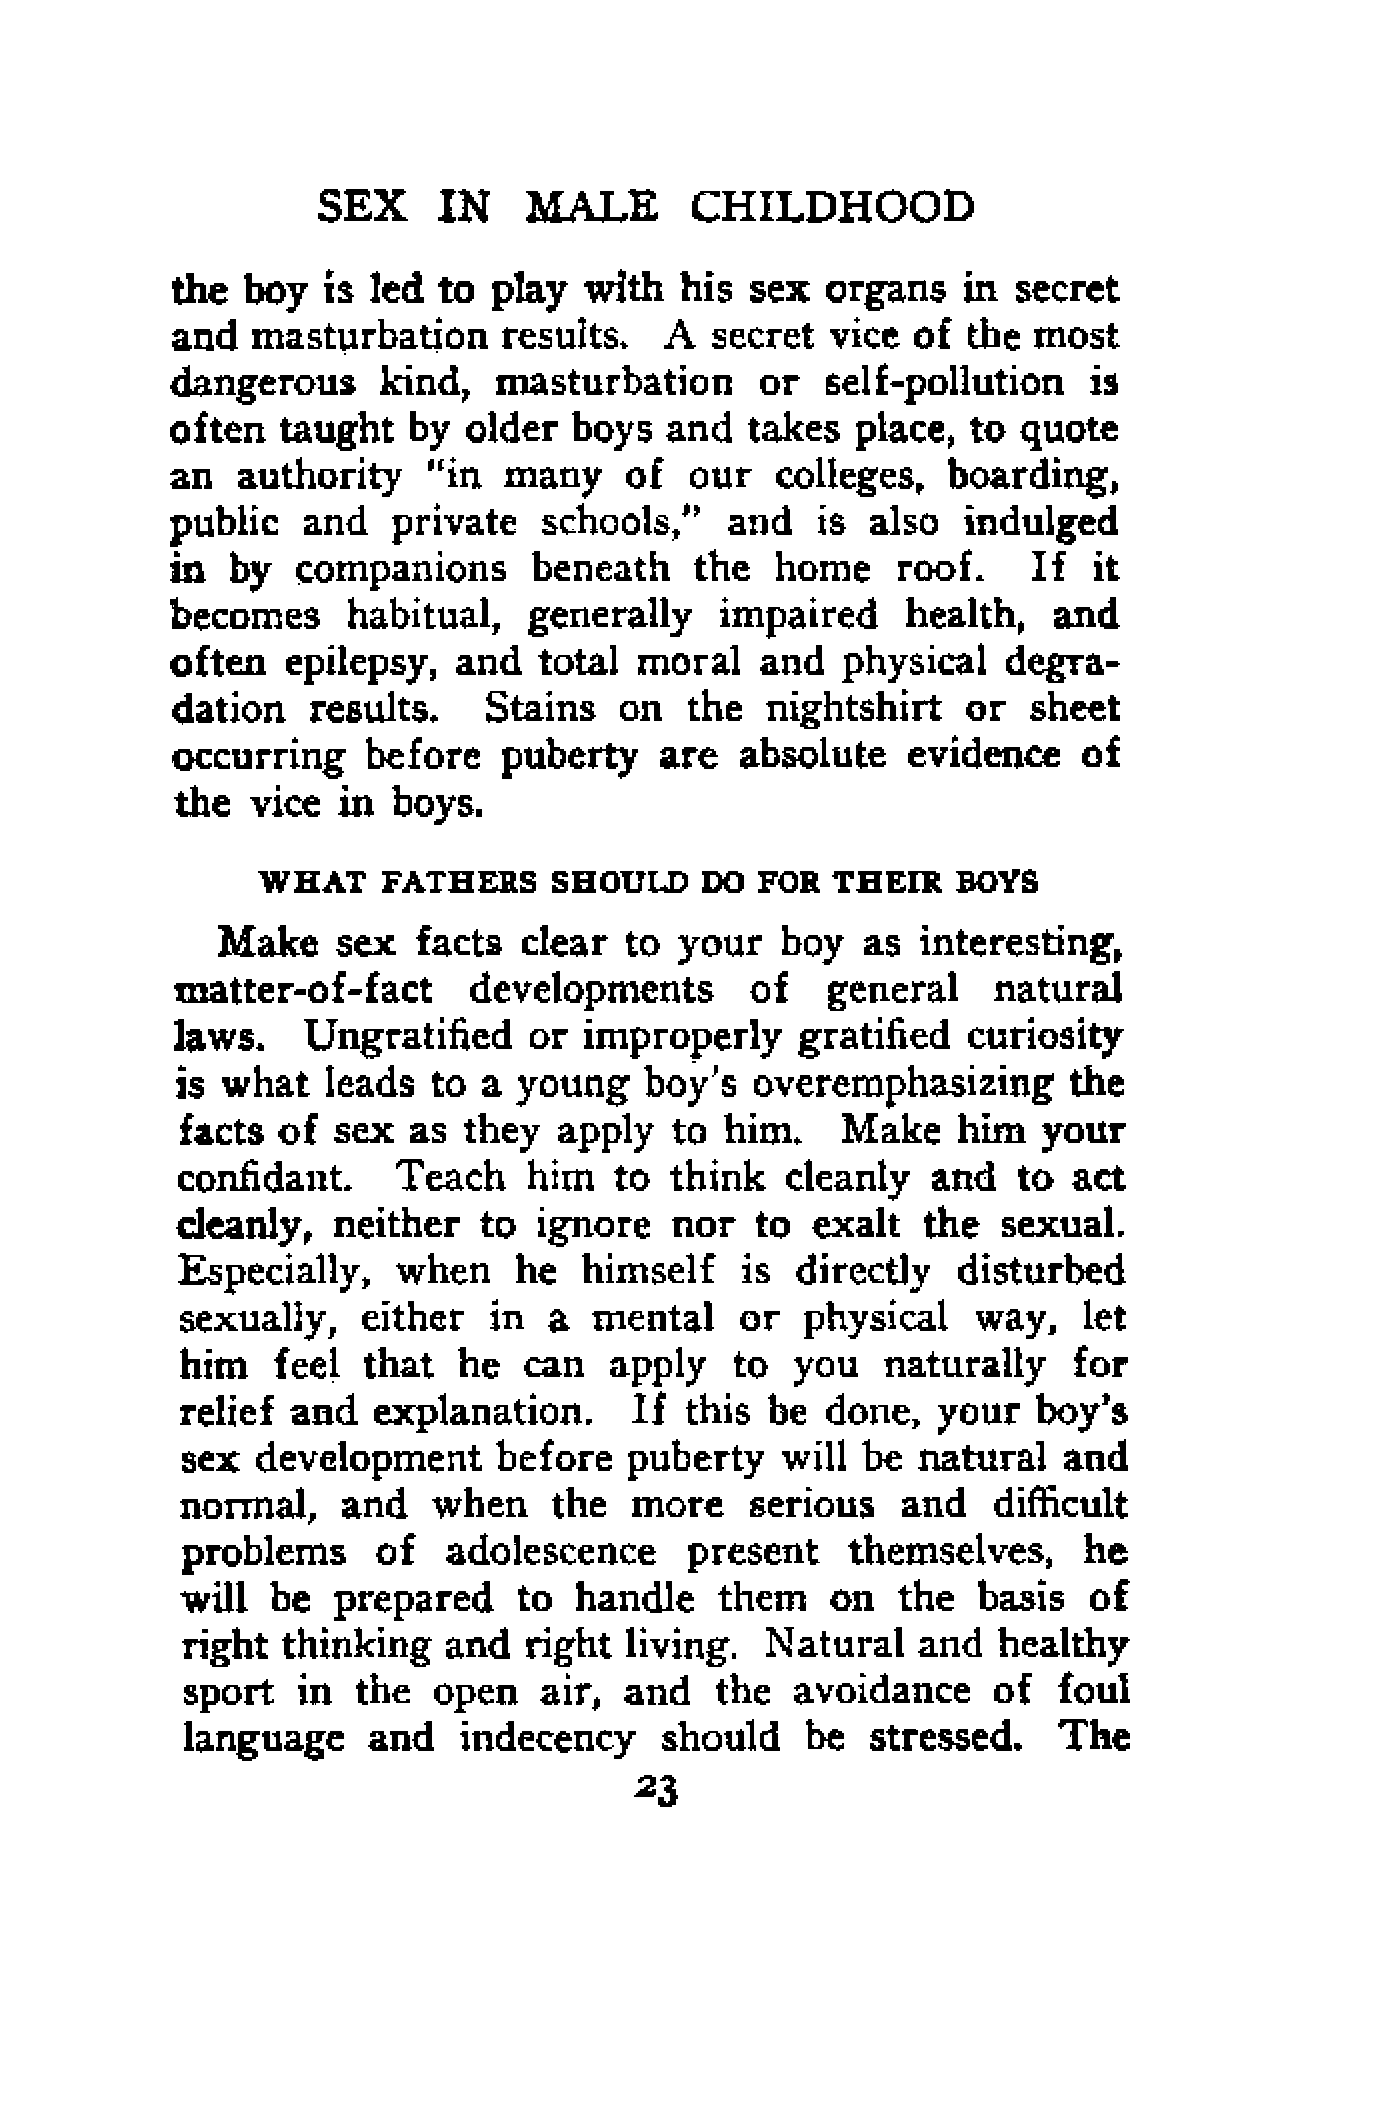 SEX IN MALE CHILDHOOD
the boy is led to play with his sex organs in secret
and masturbation results. A secret vice of the most
dangerous kind, masturbation or self-pollution is
often taught by older boys and takes place, to quote
an authority "in many of our colleges, boarding,
public and private schools," and is also indulged
in by companions beneath the home roof. If it
becomes habitual, generally impaired health, and
often epilepsy, and total moral and physical degra-
dation results. Stains on the nightshirt or sheet
occurring before puberty are absolute evidence of
the vice in boys.
WHAT FATHERS SHOULD DO FOR THEIR BOYS
Make sex facts clear to your boy as interesting,
matter-of-fact developments of general natural
laws. Ungratified or improperly gratified curiosity
is what leads to a young boy's overemphasizing the
facts of sex as they apply to him. Make him your
confidant. Teach him to think cleanly and to act
cleanly, neither to ignore nor to exalt the sexual.
Especially, when he himself is directly disturbed
sexually, either in a mental or physical way, let
him feel that he can apply to you naturally for
relief and explanation. If this be done, your boy's
sex development before puberty will be natural and
normal, and when the more serious and difficult
problems of adolescence present themselves, he
will be prepared to handle them on the basis of
right thinking and right living. Natural and healthy
sport in the open air, and the avoidance of foul
language and indecency should be stressed. The
23